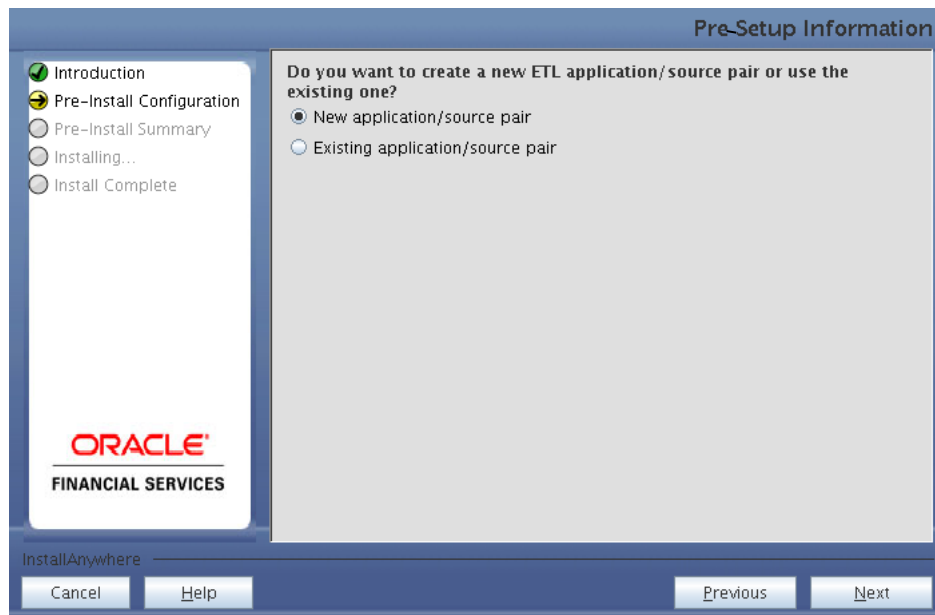 Pre-Setup Information
Introduction
Pre-Install Configuration
Pre-Install Summary
Installing...
Install Complete
ORACLE'
FINANCIAL SERVICES
Do you want to create a new ETL application/source pair or use the
existing one?
New application/source pair
Existing application/source pair
InstallAnywhere
Cancel
Help
Previous
Next